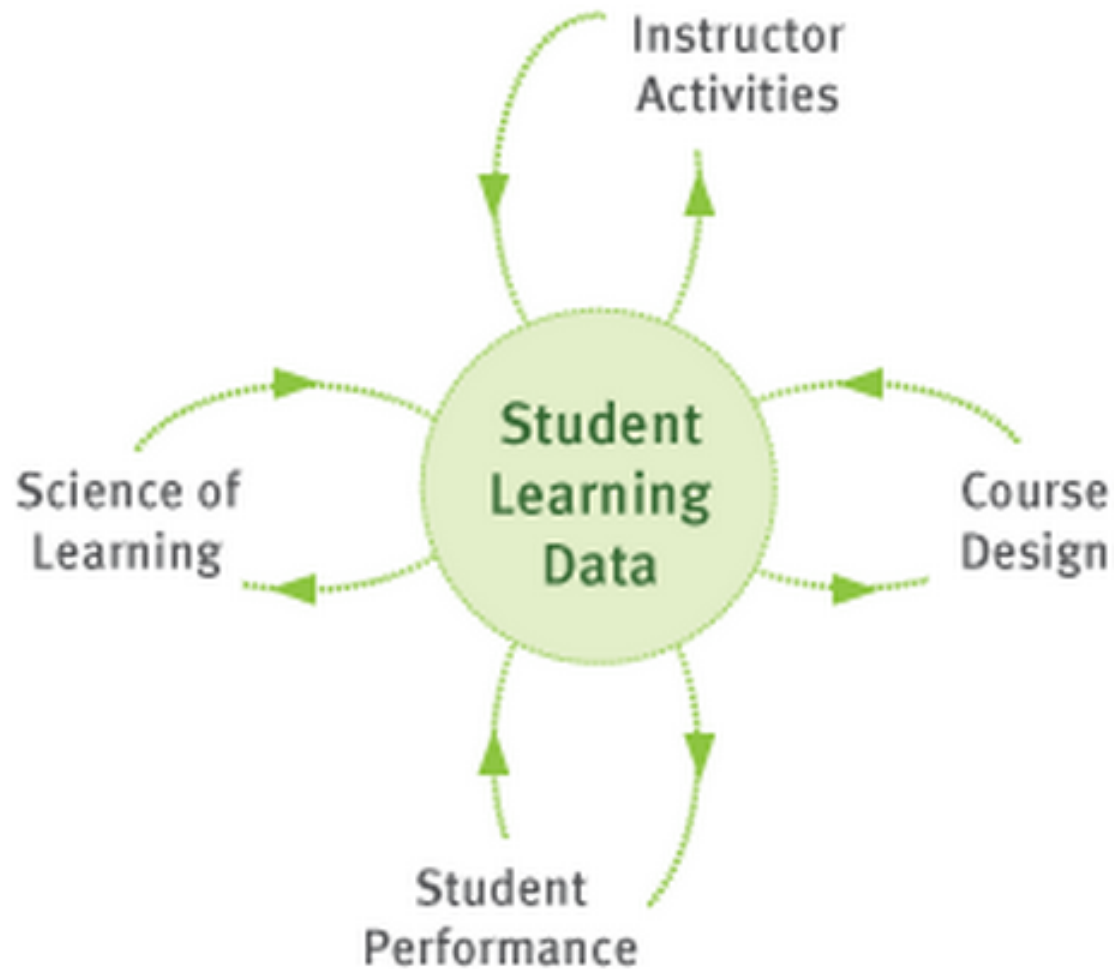 Instructor
Activities
Student
Learning
Data
Science of
Learning
Course
Design
Student
Performance